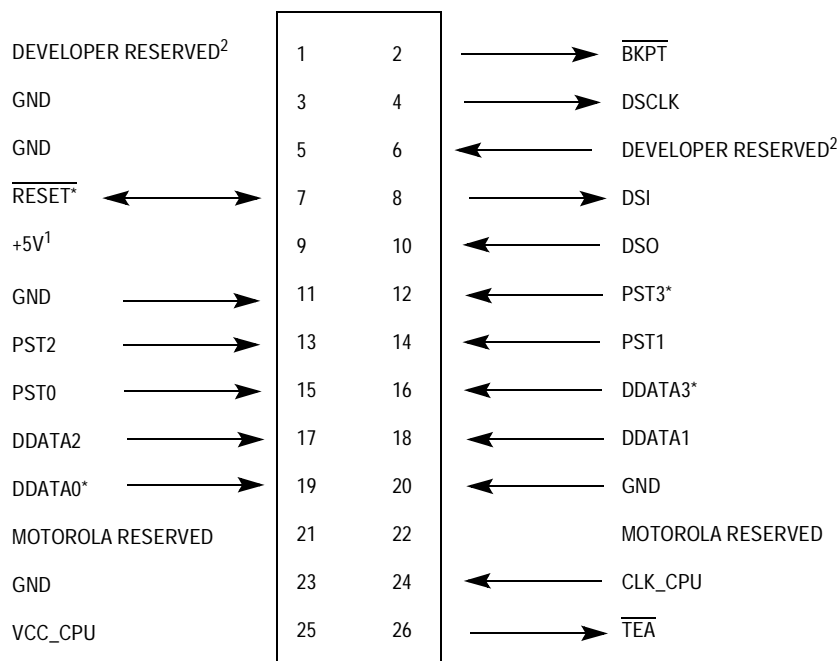 DEVELOPER RESERVED2 1 2 BKPT
GND 3 4 DSCLK
GND 5 6 DEVELOPER RESERVED2
RESET* 7 8 DSI
+5V1 9 10 DSO
GND 11 12 PST3*
PST2 13 14 PST1
PST0 15 16 DDATA3*
DDATA2 17 18 DDATA1
DDATA0* 19 20 GND
MOTOROLA RESERVED 21 22 MOTOROLA RESERVED
GND 23 24 CLK_CPU
VCC_CPU 25 26 TEA